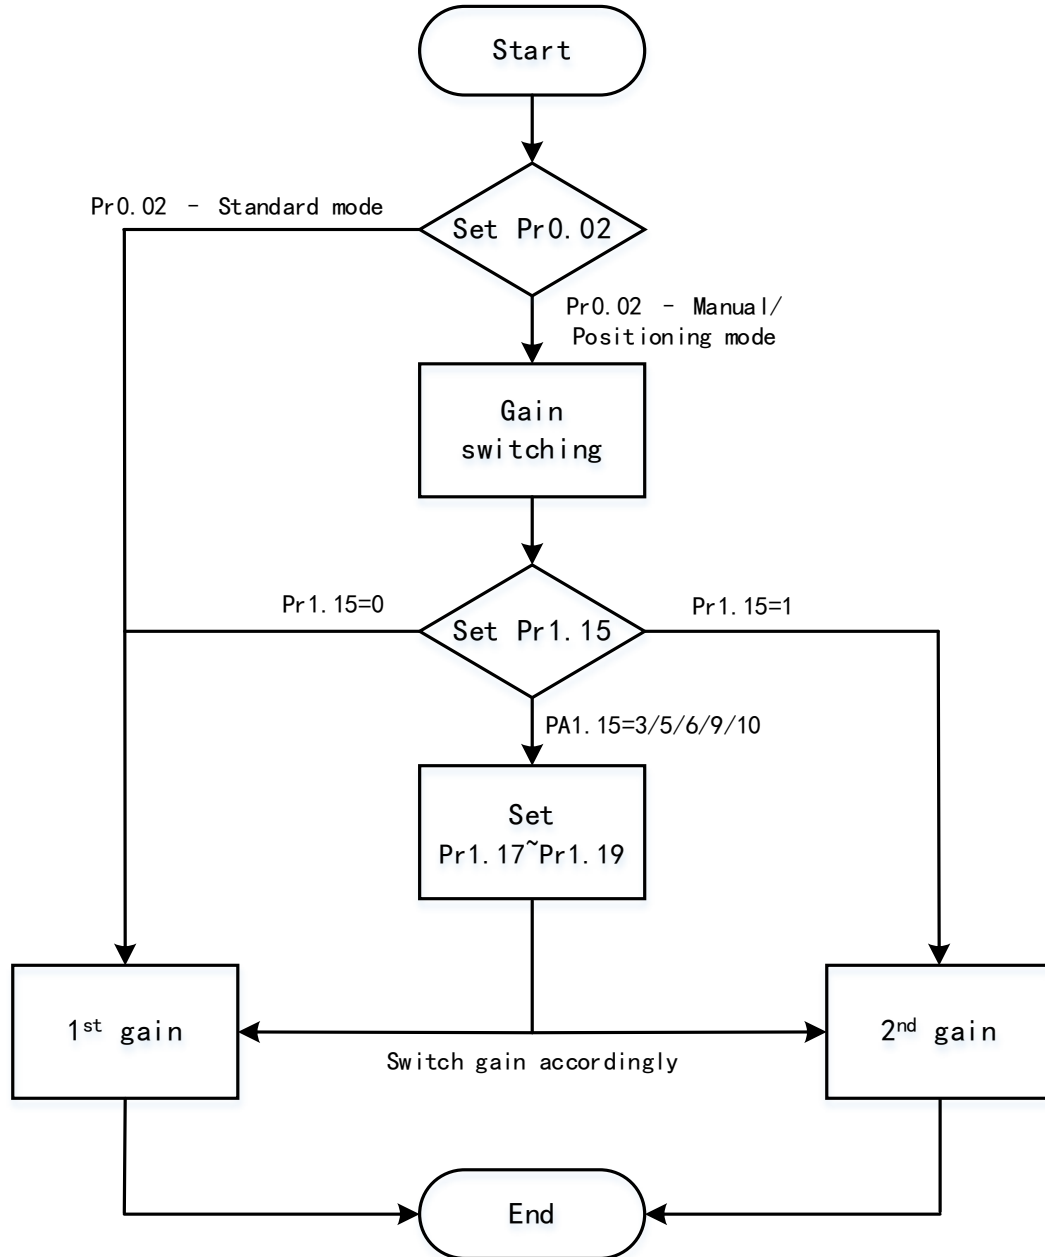 Start
Pr0.02 - Standard mode
Set Pr0.02
Pr0.02 - Manual/
Positioning mode
Gain
switching
Pr1.15=0
Set Pr1.15
Pr1.15=1
PA1.15=3/5/6/9/10
Set
Pr1.17~Pr1.19
1st gain
2nd gain
Switch gain accordingly
End